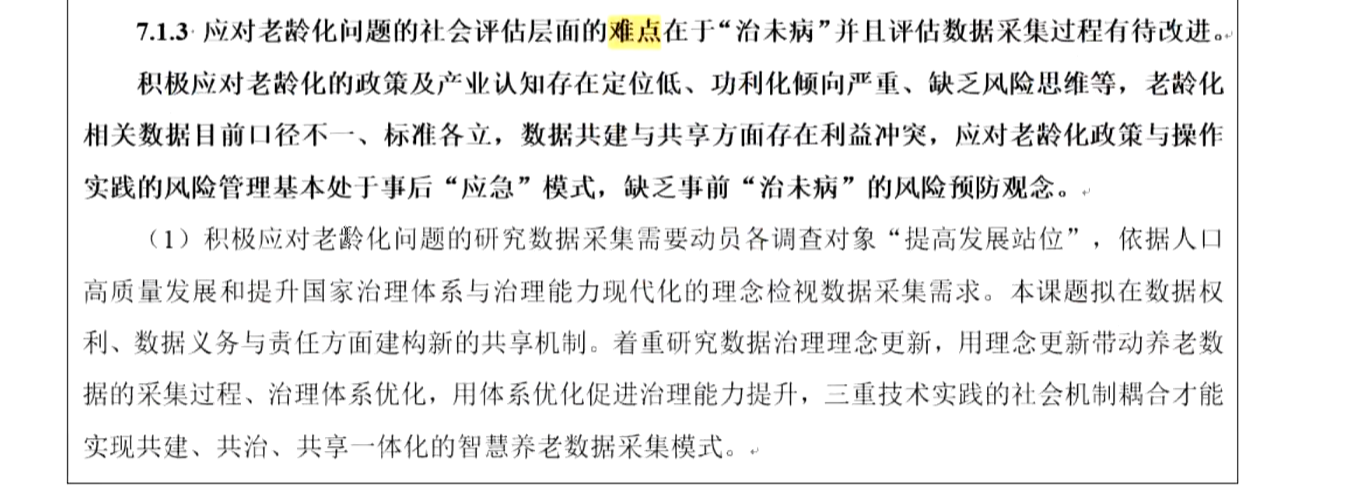 7.1.3 应对老龄化问题的社会评估层面的难点在于“治未病”并且评估数据采集过程有待改进。
积极应对老龄化的政策及产业认知存在定位低、功利化倾向严重、缺乏风险思维等，老龄化
相关数据目前口径不一、标准各立，数据共建与共享方面存在利益冲突，应对老龄化政策与操作
实践的风险管理基本处于事后“应急”模式，缺乏事前“治未病”的风险预防观念。
（1）积极应对老龄化问题的研究数据采集需要动员各调查对象“提高发展站位”，依据人口
高质量发展和提升国家治理体系与治理能力现代化的理念检视数据采集需求。本课题拟在数据权
利、数据义务与责任方面建构新的共享机制。着重研究数据治理理念更新，用理念更新带动养老数
据的采集过程、治理体系优化，用体系优化促进治理能力提升，三重技术实践的社会机制耦合才能
实现共建、共治、共享一体化的智慧养老数据采集模式。